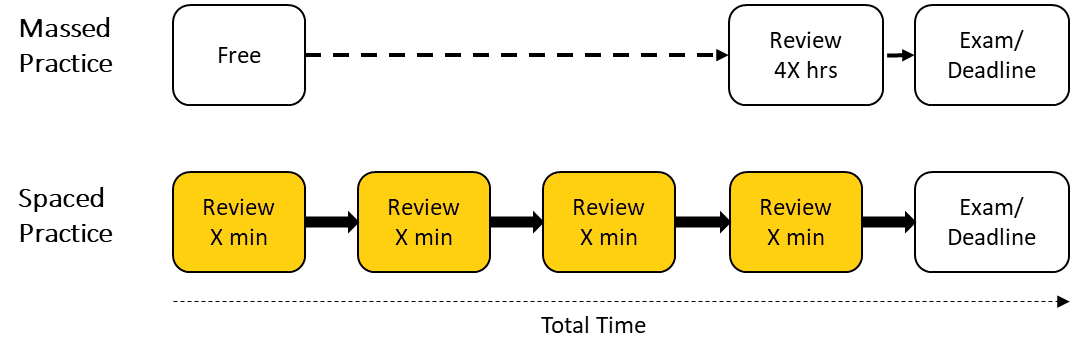 Massed
Practice
Free
Review
4X hrs
Exam/
Deadline
Spaced
Practice
Review
X min
Review
X min
Review
X min
Review
X min
Exam/
Deadline
Total Time